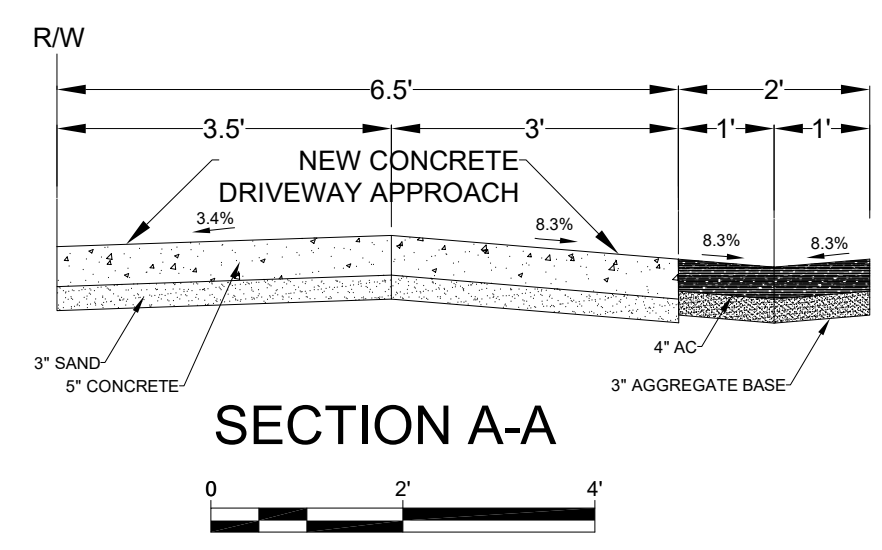 R/W
6.5'
2'
3.5'
3'
1'
1'
NEW CONCRETE
DRIVEWAY APPROACH
3.4%
8.3%
8.3%
8.3%
3" SAND
5" CONCRETE
4" AC
3" AGGREGATE BASE
SECTION A-A
0
2'
4'